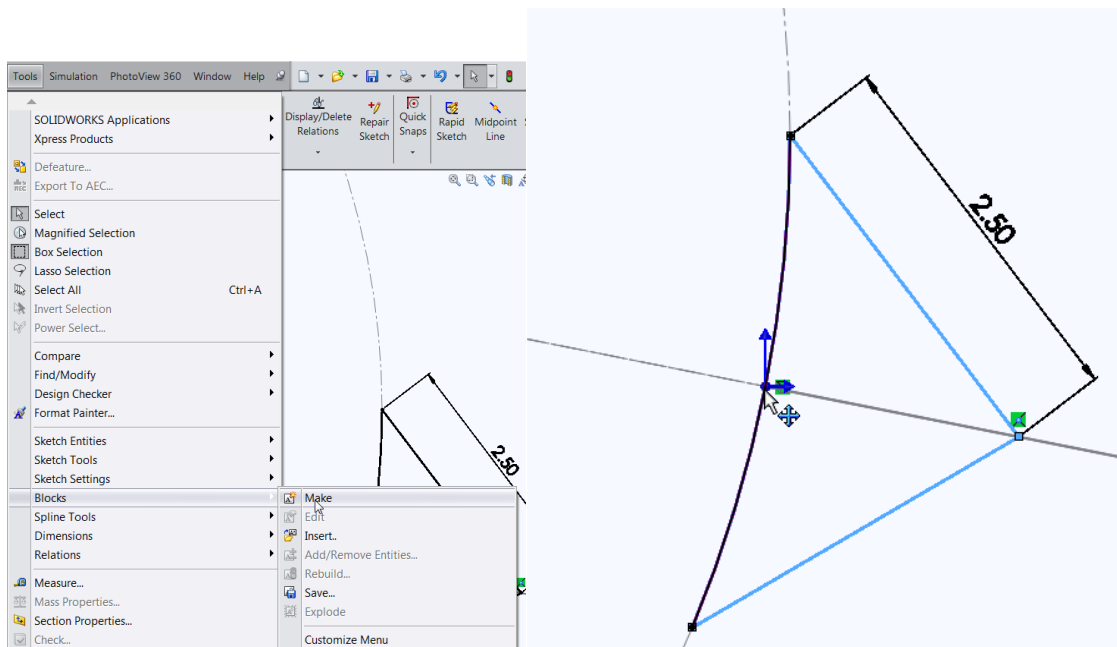 Tools Simulation PhotoView 360 Window Help
SOLIDWORKS Applications
Xpress Products
Defeature...
Export To AEC...
Select
Magnified Selection
Box Selection
Lasso Selection
Select All Ctrl+A
Invert Selection
Power Select...
Compare
Find/Modify
Design Checker
Format Painter...
Sketch Entities
Sketch Tools
Sketch Settings
Blocks
Spline Tools
Dimensions
Relations
Measure...
Mass Properties...
Section Properties...
Check...
Make
Edit
Insert..
Add/Remove Entities...
Rebuild...
Save...
Explode
Customize Menu
Display/Delete
Relations
Repair
Sketch
Quick
Snaps
Rapid
Sketch
Midpoint
Line
2.50
2.50